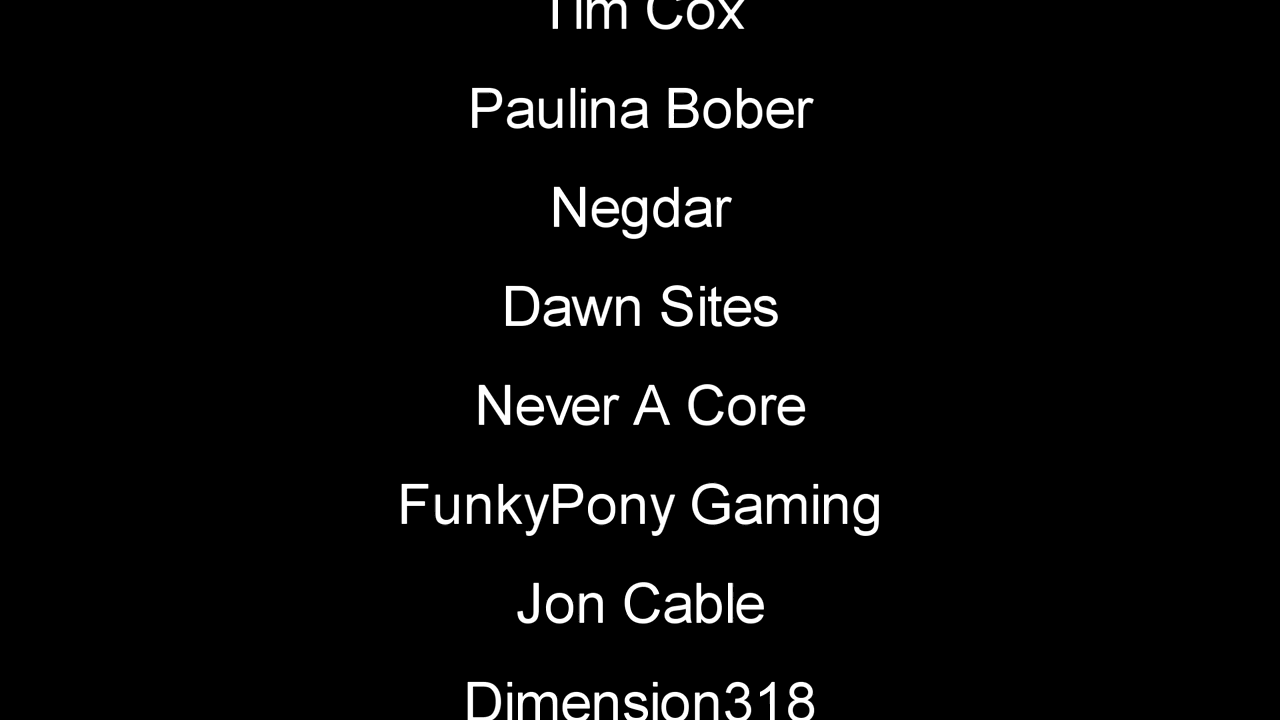 Tim Cox
Paulina Bober
Negdar
Dawn Sites
Never A Core
FunkyPony Gaming
Jon Cable
Dimension318